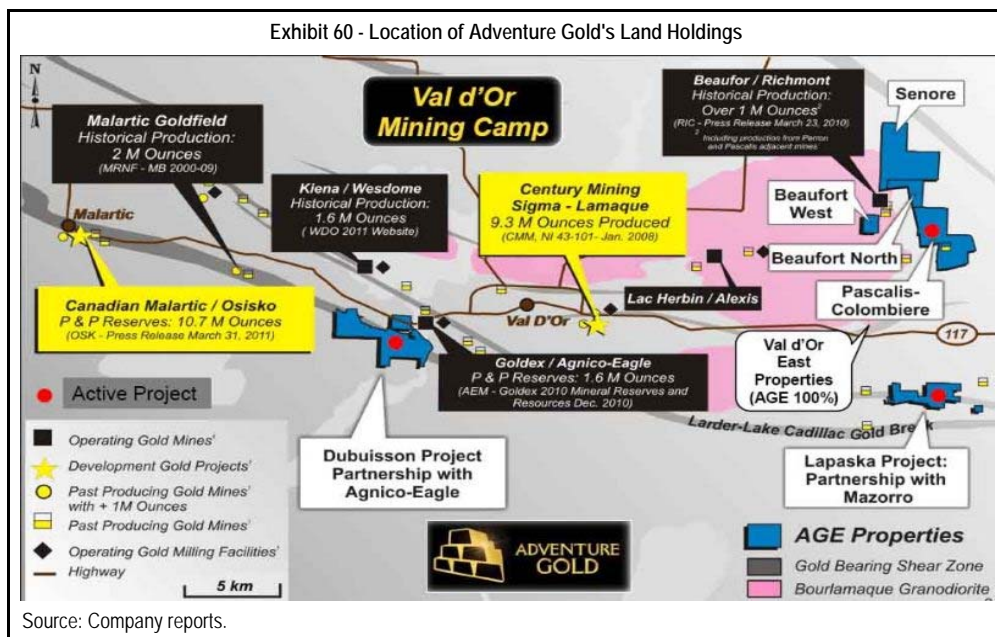 Exhibit 60 - Location of Adventure Gold's Land Holdings
N
Val d'Or
Mining Camp
Malartic Goldfield
Historical Production:
2 M Ounces
(MRNF - MB 2000-09)
Beaufor / Richmont
Historical Production:
Over 1 M Ounces²
(RIC - Press Release March 23, 2010)
² Including production from Perron
and Pascalis adjacent mines
Senore
Kiena / Wesdome
Historical Production:
1.6 M Ounces
( WDO 2011 Website)
Century Mining
Sigma - Lamaque
9.3 M Ounces Produced
(CMM, NI 43-101- Jan. 2008)
Beaufort
West
Malartic
Beaufort North
Canadian Malartic / Osisko
P & P Reserves: 10.7 M Ounces
(OSK - Press Release March 31, 2011)
Lac Herbin / Alexis
Pascalis-
Colombiere
Val D'Or
117
Val d'Or
East
Properties
(AGE 100%)
Goldex / Agnico-Eagle
P & P Reserves: 1.6 M Ounces
(AEM - Goldex 2010 Mineral Reserves and
Resources Dec. 2010)
Active Project
Larder-Lake Cadillac Gold Break
Operating Gold Mines¹
Development Gold Projects¹
Past Producing Gold Mines¹
with + 1M Ounces
Past Producing Gold Mines¹
Operating Gold Milling Facilities¹
Highway
5 km
Dubuisson Project
Partnership with
Agnico-Eagle
Lapaska Project:
Partnership with
Mazorro
ADVENTURE
GOLD
AGE Properties
Gold Bearing Shear Zone
Bourlamaque Granodiorite
Source: Company reports.